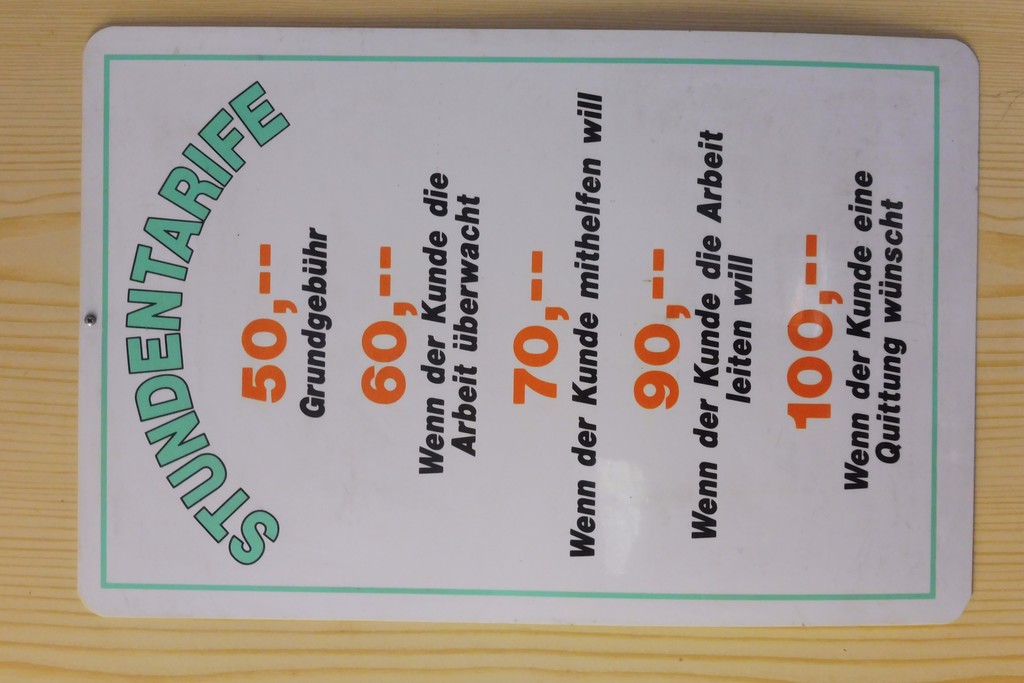 STUNDENTARIFE
50,--
Grundgebühr
60,--
Wenn der Kunde die
Arbeit überwacht
70,--
Wenn der Kunde mithelfen will
90,--
Wenn der Kunde die Arbeit
leiten will
100,--
Wenn der Kunde eine
Quittung wünscht